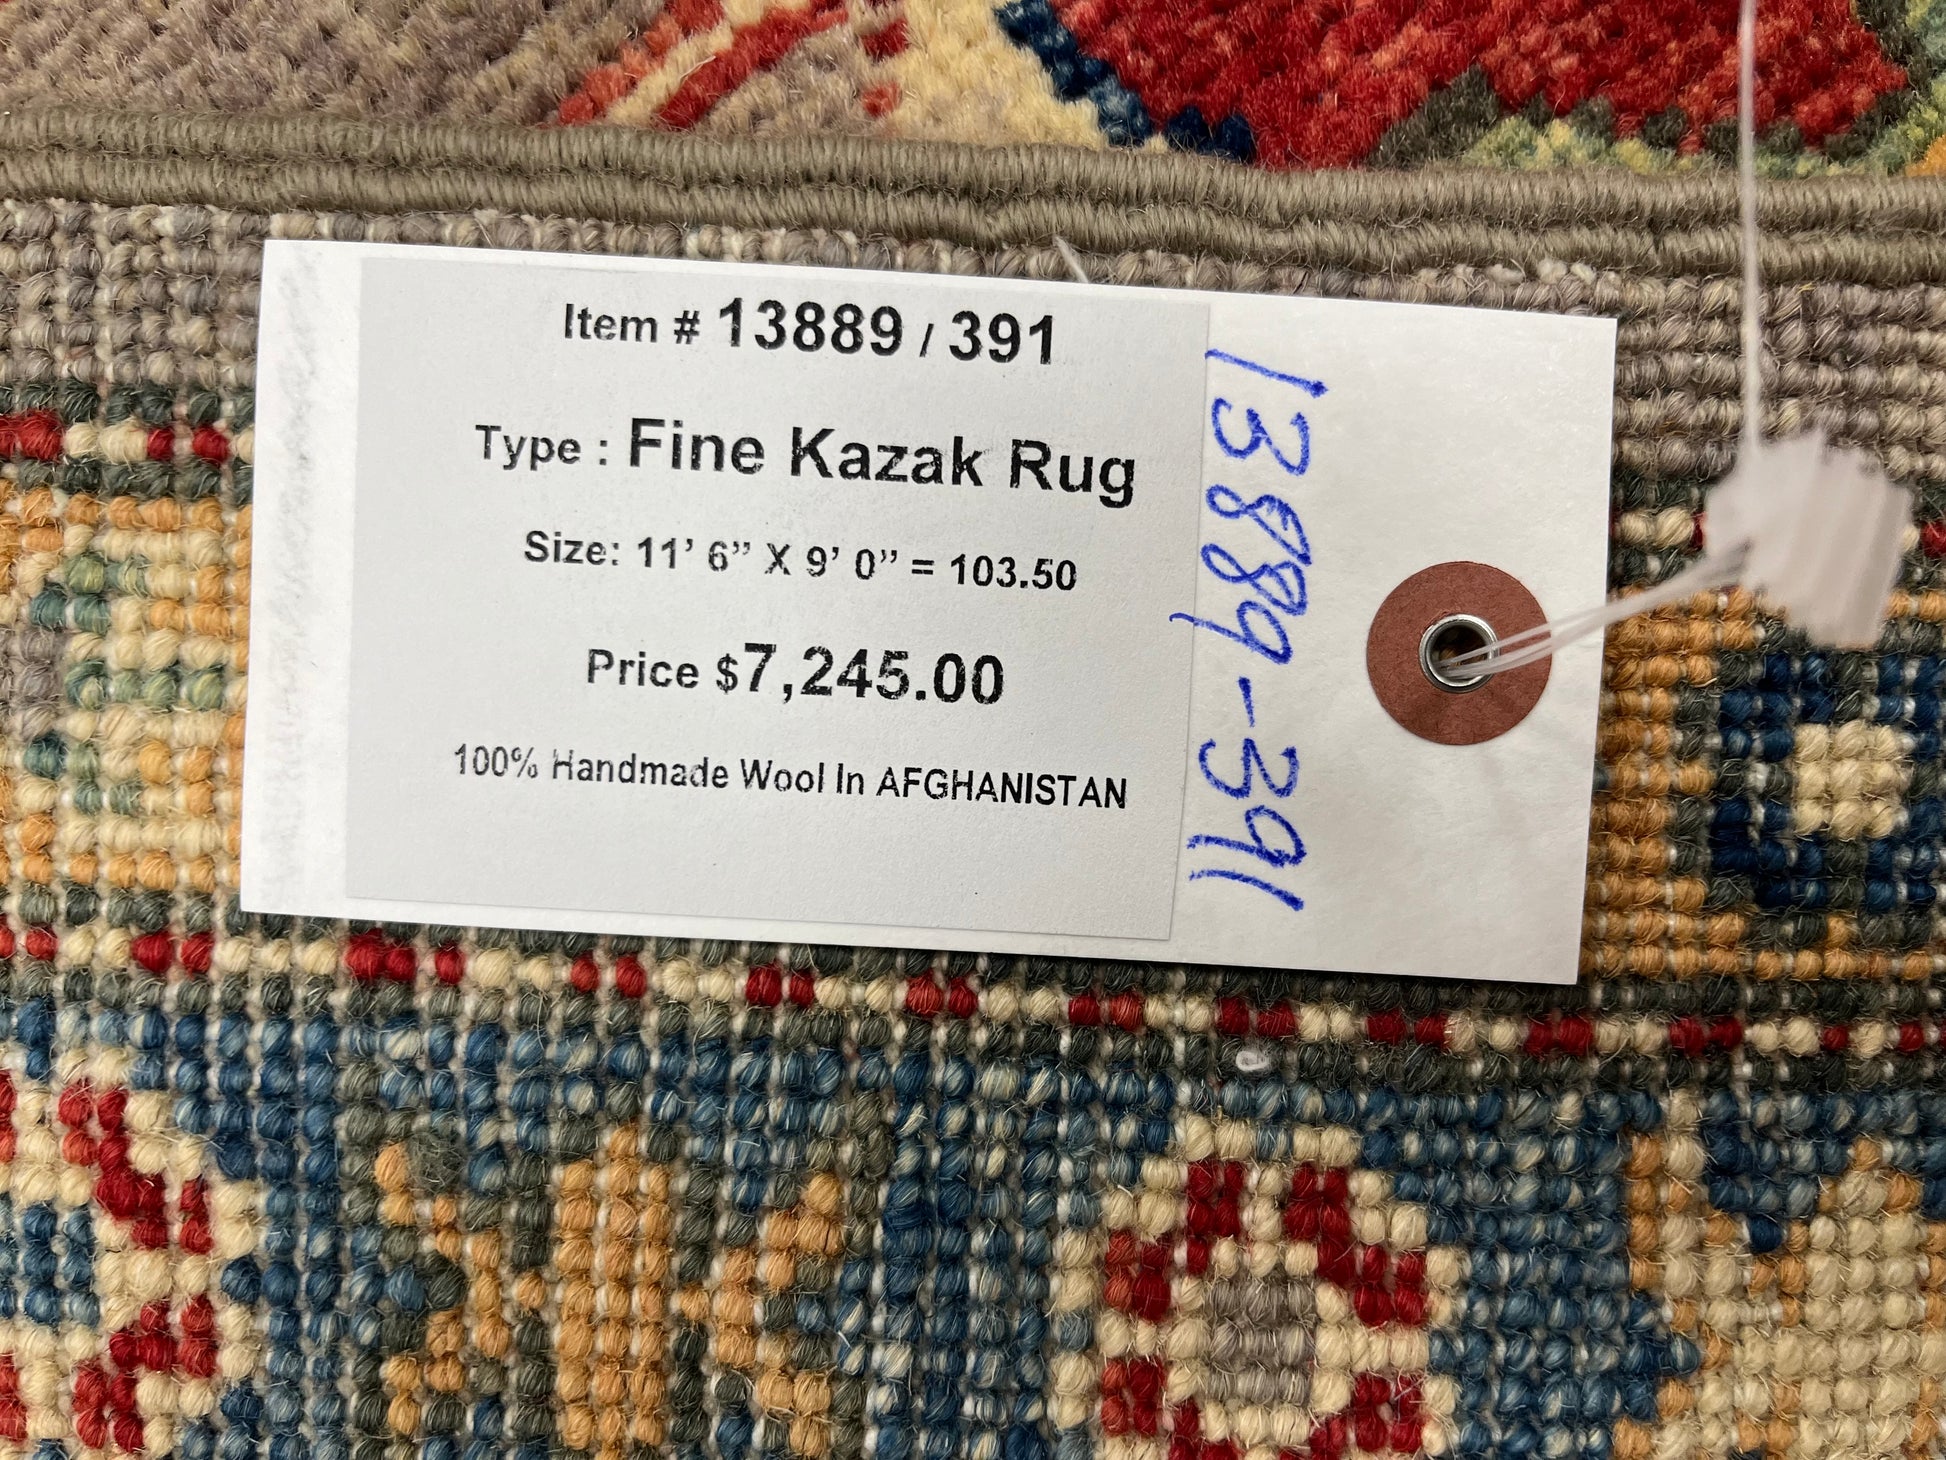 Item # 13889 / 391
Type : Fine Kazak Rug
Size: 11’ 6” X 9’ 0” = 103.50
Price $7,245.00
100% Handmade Wool In AFGHANISTAN
13889-391